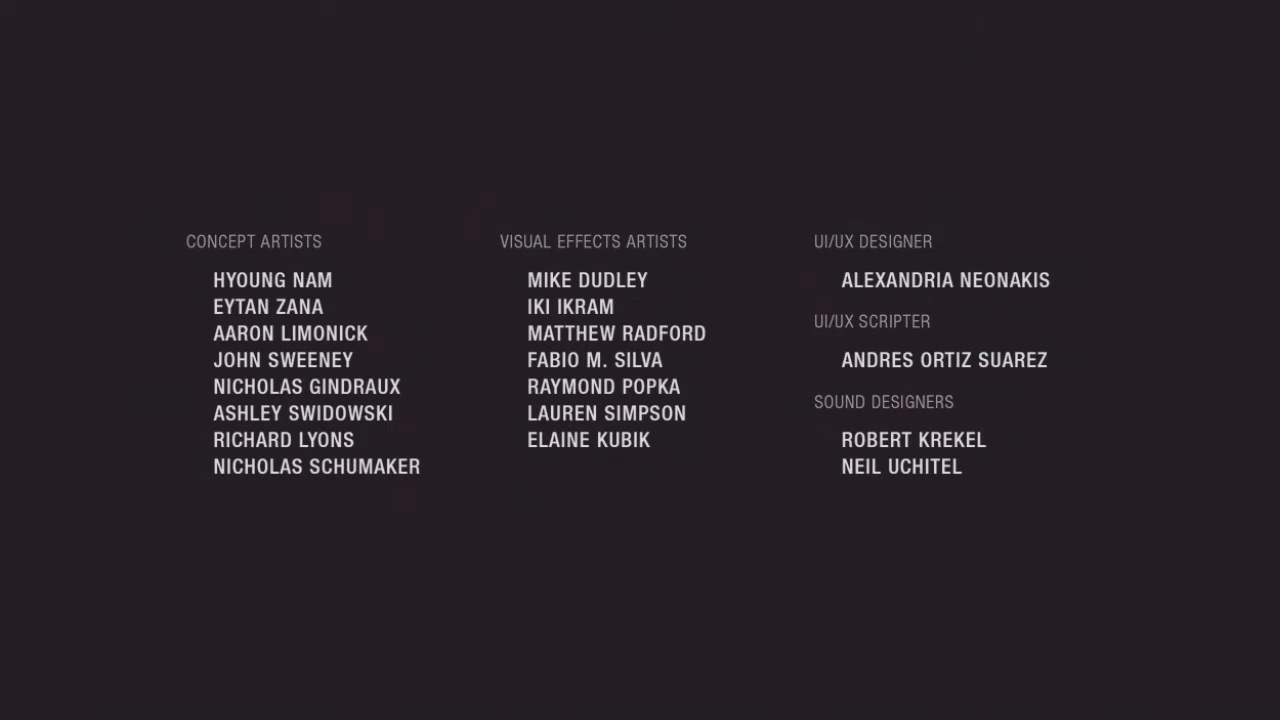 CONCEPT ARTISTS
HYOUNG NAM
EYTAN ZANA
AARON LIMONICK
JOHN SWEENEY
NICHOLAS GINDRAUX
ASHLEY SWIDOWSKI
RICHARD LYONS
NICHOLAS SCHUMAKER
VISUAL EFFECTS ARTISTS
MIKE DUDLEY
IKI IKRAM
MATTHEW RADFORD
FABIO M. SILVA
RAYMOND POPKA
LAUREN SIMPSON
ELAINE KUBIK
UI/UX DESIGNER
ALEXANDRIA NEONAKIS
UI/UX SCRIPTER
ANDRES ORTIZ SUAREZ
SOUND DESIGNERS
ROBERT KREKEL
NEIL UCHITEL